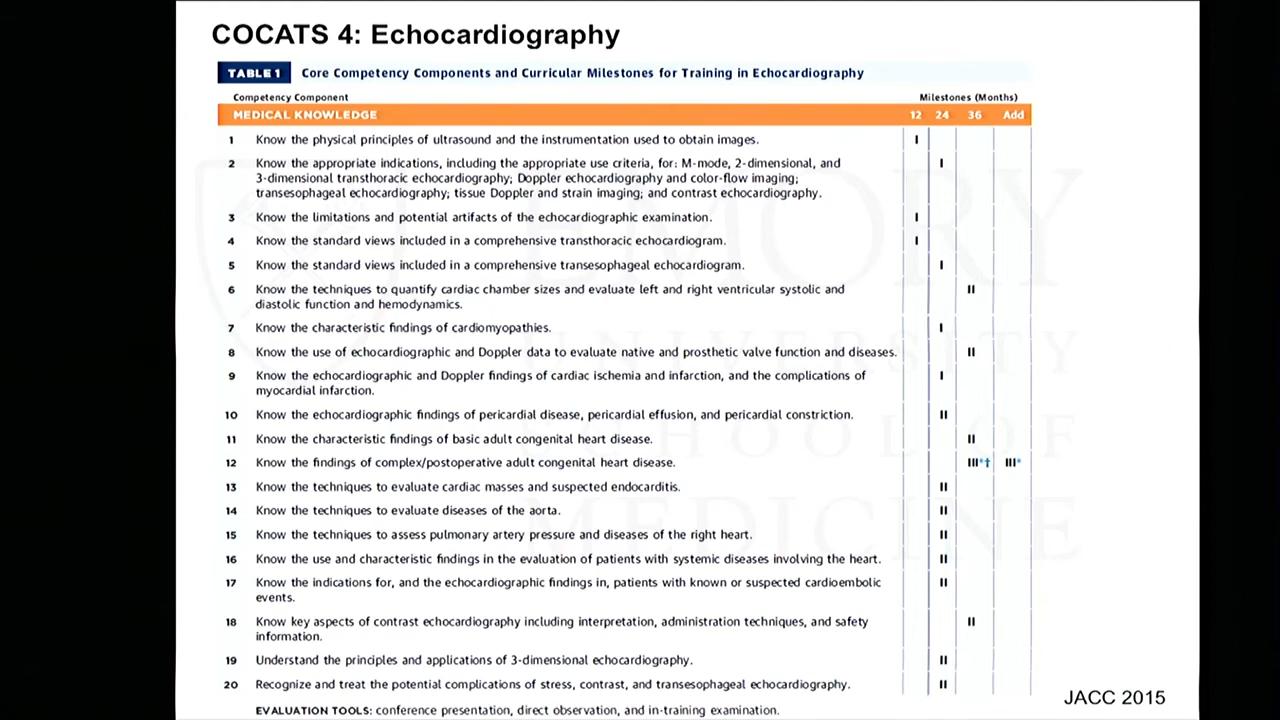 COCATS 4: Echocardiography
TABLE 1 Core Competency Components and Curricular Milestones for Training in Echocardiography
Competency Component Milestones (Months)
MEDICAL KNOWLEDGE 12 24 36 Add
1 Know the physical principles of ultrasound and the instrumentation used to obtain images. I
2 Know the appropriate indications, including the appropriate use criteria, for: M-mode, 2-dimensional, and I
3-dimensional transthoracic echocardiography; Doppler echocardiography and color-flow imaging;
transesophageal echocardiography; tissue Doppler and strain imaging; and contrast echocardiography.
3 Know the limitations and potential artifacts of the echocardiographic examination. I
4 Know the standard views included in a comprehensive transthoracic echocardiogram. I
5 Know the standard views included in a comprehensive transesophageal echocardiogram. I
6 Know the techniques to quantify cardiac chamber sizes and evaluate left and right ventricular systolic and II
diastolic function and hemodynamics.
7 Know the characteristic findings of cardiomyopathies. I
8 Know the use of echocardiographic and Doppler data to evaluate native and prosthetic valve function and diseases. II
9 Know the echocardiographic and Doppler findings of cardiac ischemia and infarction, and the complications of I
myocardial infarction.
10 Know the echocardiographic findings of pericardial disease, pericardial effusion, and pericardial constriction. II
11 Know the characteristic findings of basic adult congenital heart disease. II
12 Know the findings of complex/postoperative adult congenital heart disease. III*† III*
13 Know the techniques to evaluate cardiac masses and suspected endocarditis. II
14 Know the techniques to evaluate diseases of the aorta. II
15 Know the techniques to assess pulmonary artery pressure and diseases of the right heart. II
16 Know the use and characteristic findings in the evaluation of patients with systemic diseases involving the heart. II
17 Know the indications for, and the echocardiographic findings in, patients with known or suspected cardioembolic II
events.
18 Know key aspects of contrast echocardiography including interpretation, administration techniques, and safety II
information.
19 Understand the principles and applications of 3-dimensional echocardiography. II
20 Recognize and treat the potential complications of stress, contrast, and transesophageal echocardiography. II
EVALUATION TOOLS: conference presentation, direct observation, and in-training examination.
JACC 2015
EMORY
UNIVERSITY
SCHOOL OF
MEDICINE